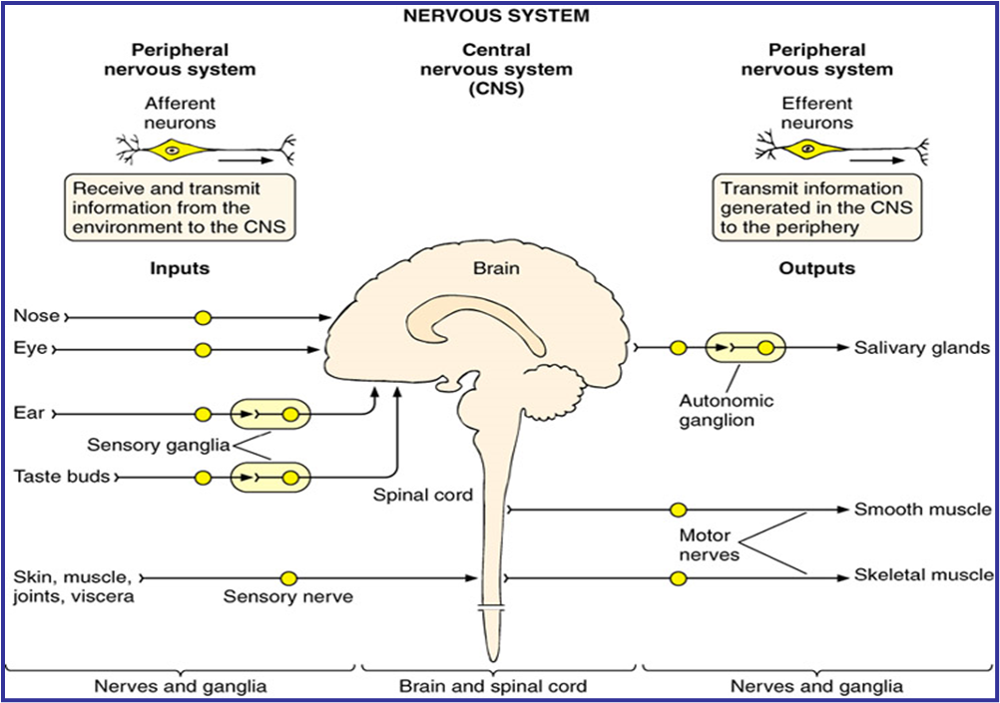 NERVOUS SYSTEM
Peripheral
nervous system
Central
nervous system
(CNS)
Peripheral
nervous system
Afferent
neurons
Efferent
neurons
Receive and transmit
information from the
environment to the CNS
Transmit information
generated in the CNS
to the periphery
Inputs
Brain
Outputs
Nose
Eye
Salivary glands
Ear
Autonomic
ganglion
Sensory ganglia
Taste buds
Spinal cord
Smooth muscle
Motor
nerves
Skin, muscle,
joints, viscera
Sensory nerve
Skeletal muscle
Nerves and ganglia
Brain and spinal cord
Nerves and ganglia